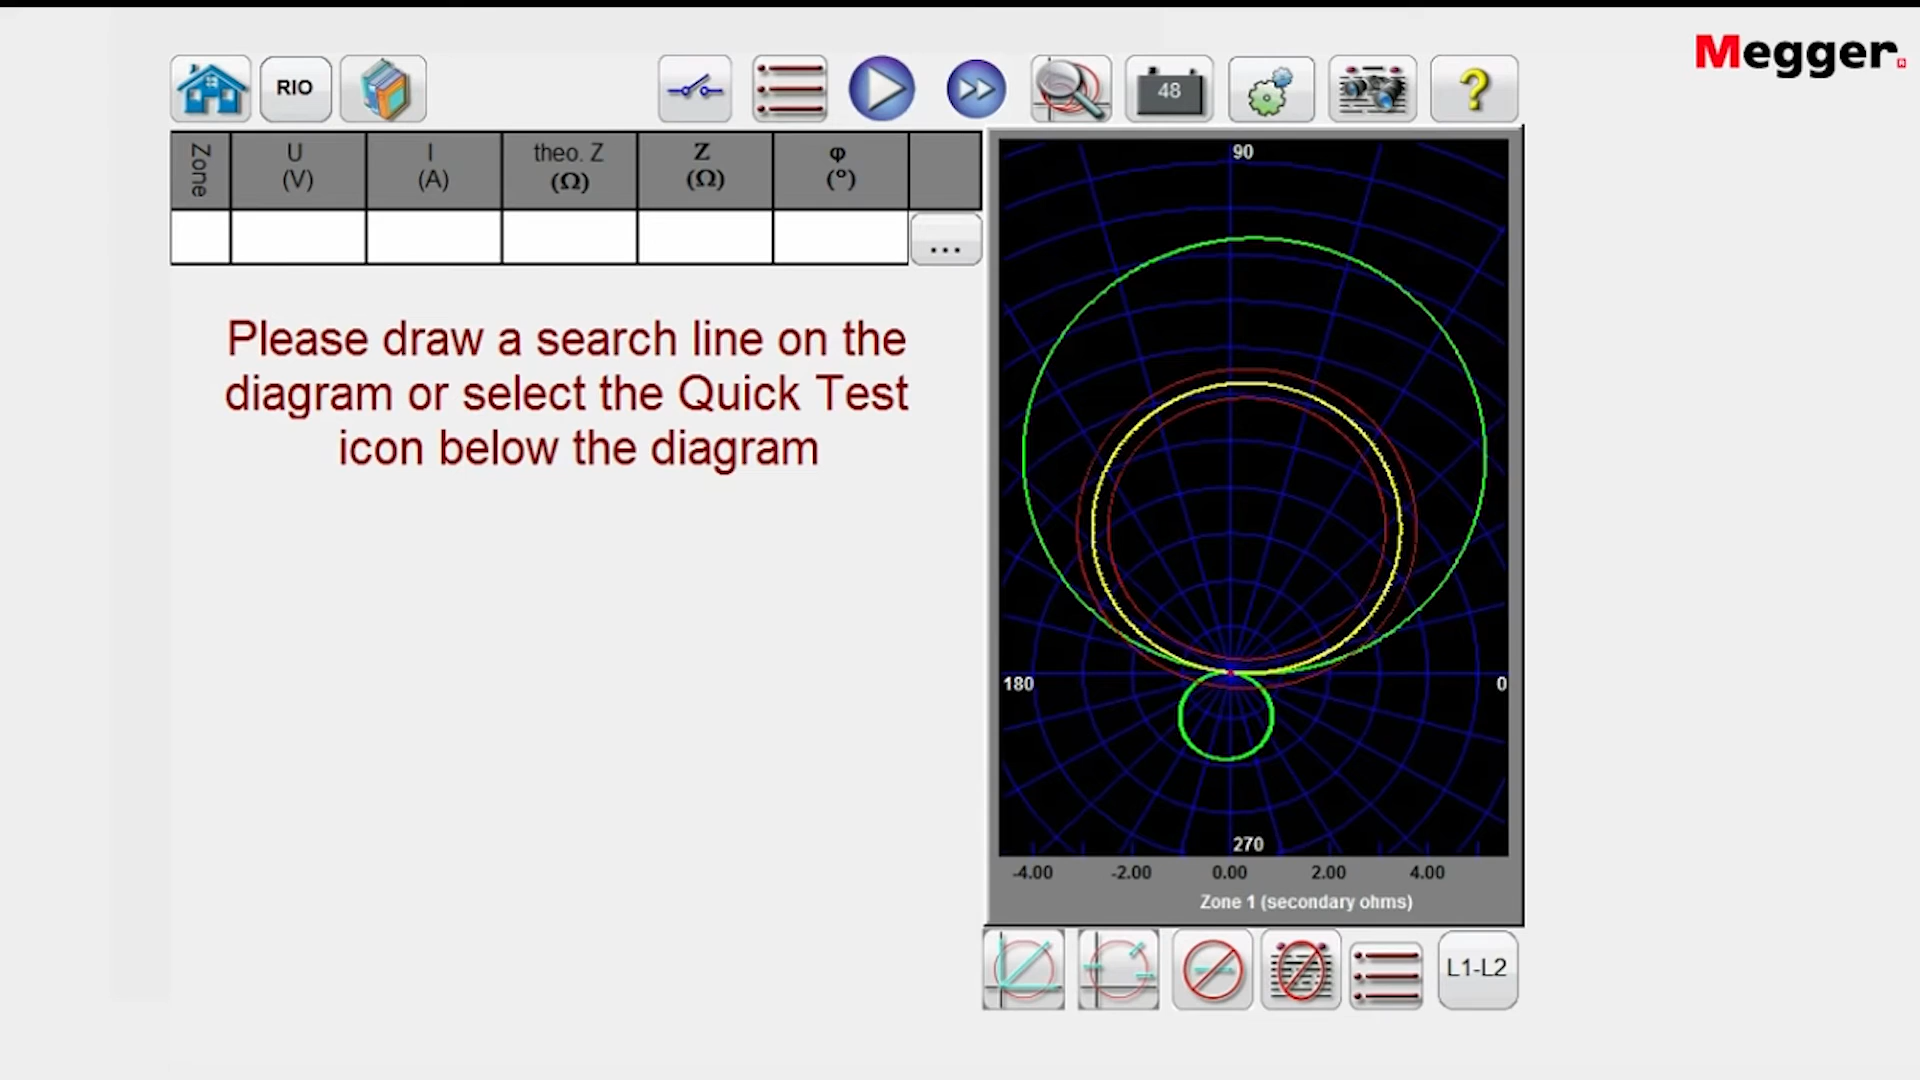 Megger
RIO
48
?
Zone
U
(V)
I
(A)
theo. Z
(Ω)
Z
(Ω)
φ
(°)
...
Please draw a search line on the
diagram or select the Quick Test
icon below the diagram
90
180
0
270
-4.00 -2.00 0.00 2.00 4.00
Zone 1 (secondary ohms)
L1-L2